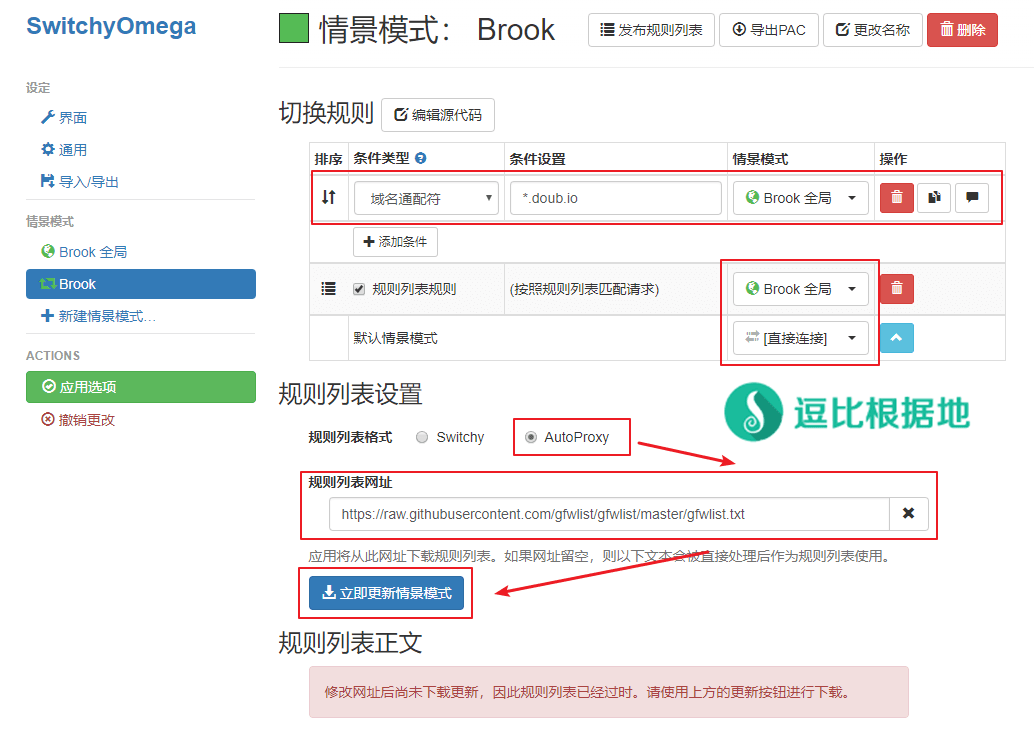 SwitchyOmega
设定
界面
通用
导入/导出
情景模式
Brook 全局
Brook
新建情景模式…
ACTIONS
应用选项
撤销更改
情景模式： Brook
发布规则列表 导出PAC 更改名称 删除
切换规则 编辑源代码
排序 条件类型 条件设置 情景模式 操作
域名通配符 *.doub.io Brook 全局
添加条件
规则列表规则 (按照规则列表匹配请求) Brook 全局
默认情景模式 [直接连接]
规则列表设置
逗比根据地
规则列表格式 Switchy AutoProxy
规则列表网址
https://raw.githubusercontent.com/gfwlist/gfwlist/master/gfwlist.txt
应用将从此网址下载规则列表。如果网址留空，则以下文本会被直接处理后作为规则列表使用。
立即更新情景模式
规则列表正文
修改网址后尚未下载更新，因此规则列表已经过时。请使用上方的更新按钮进行下载。